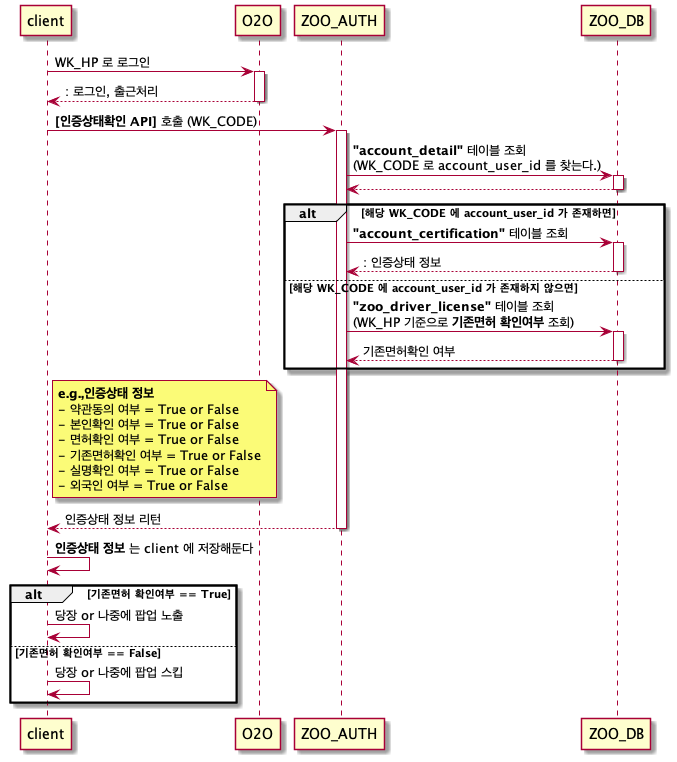 client
O2O
ZOO_AUTH
ZOO_DB
WK_HP 로 로그인
: 로그인, 출근처리
[인증상태확인 API] 호출 (WK_CODE)
"account_detail" 테이블 조회
(WK_CODE 로 account_user_id 를 찾는다.)
alt
[해당 WK_CODE 에 account_user_id 가 존재하면]
"account_certification" 테이블 조회
: 인증상태 정보
[해당 WK_CODE 에 account_user_id 가 존재하지 않으면]
"zoo_driver_license" 테이블 조회
(WK_HP 기준으로 기존면허 확인여부 조회)
기존면허확인 여부
e.g.,인증상태 정보
- 약관동의 여부 = True or False
- 본인확인 여부 = True or False
- 면허확인 여부 = True or False
- 기존면허확인 여부 = True or False
- 실명확인 여부 = True or False
- 외국인 여부 = True or False
인증상태 정보 리턴
인증상태 정보 는 client 에 저장해둔다
alt
[기존면허 확인여부 == True]
당장 or 나중에 팝업 노출
[기존면허 확인여부 == False]
당장 or 나중에 팝업 스킵
client
O2O
ZOO_AUTH
ZOO_DB